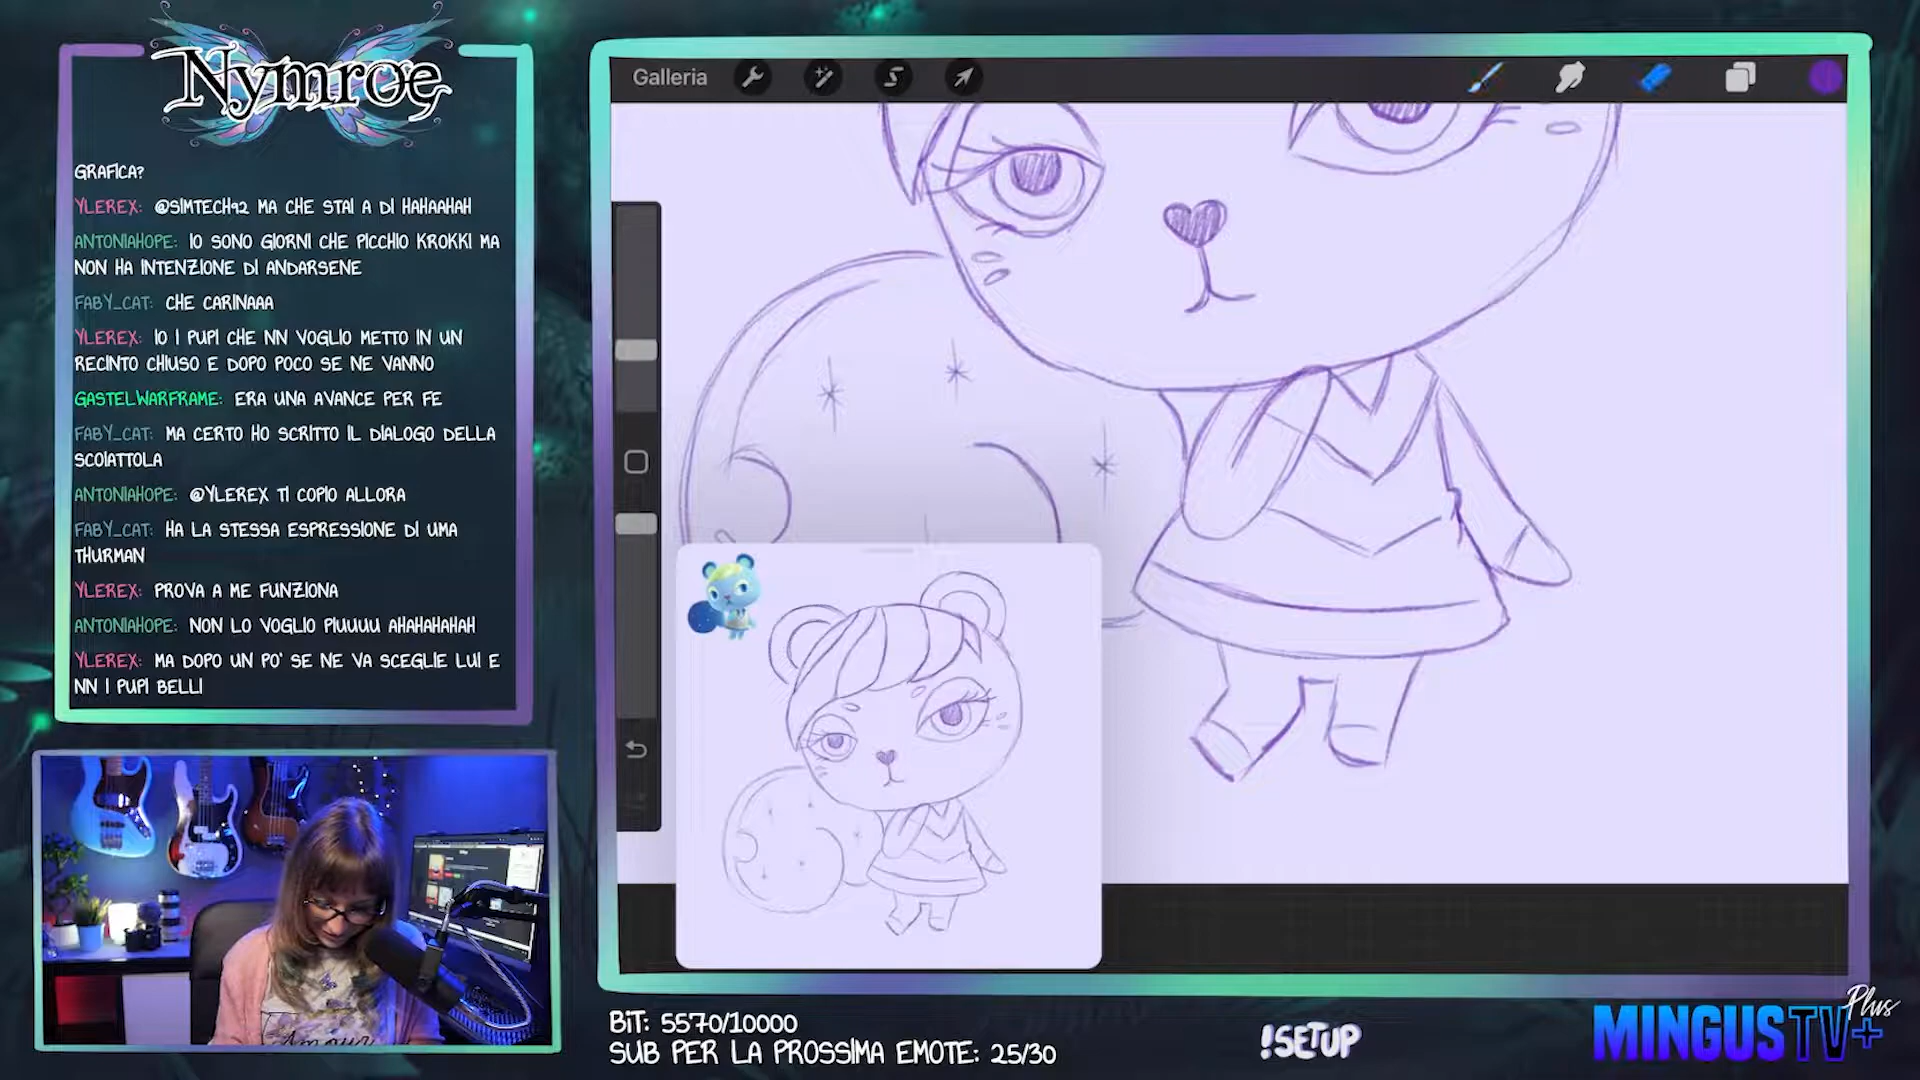 Nymroe
GRAFICA?
YLEREX: @SIMTECH92 MA CHE STAI A DI HAHAAHAH
ANTONIAHOPE: IO SONO GIORNI CHE PICCHIO KROKKI MA
NON HA INTENZIONE DI ANDARSENE
FABY_CAT: CHE CARINAAA
YLEREX: IO I PUPI CHE NN VOGLIO METTO IN UN
RECINTO CHIUSO E DOPO POCO SE NE VANNO
GASTELWARFRAME: ERA UNA AVANCE PER FE
FABY_CAT: MA CERTO HO SCRITTO IL DIALOGO DELLA
SCOIATTOLA
ANTONIAHOPE: @YLEREX TI COPIO ALLORA
FABY_CAT: HA LA STESSA ESPRESSIONE DI UMA
THURMAN
YLEREX: PROVA A ME FUNZIONA
ANTONIAHOPE: NON LO VOGLIO PIUUUU AHAHAHAHAH
YLEREX: MA DOPO UN PO' SE NE VA SCEGLIE LUI E
NN I PUPI BELLI
Galleria
BIT: 5570/10000
SUB PER LA PROSSIMA EMOTE: 25/30
!SETUP
MINGUSTV+ Plus